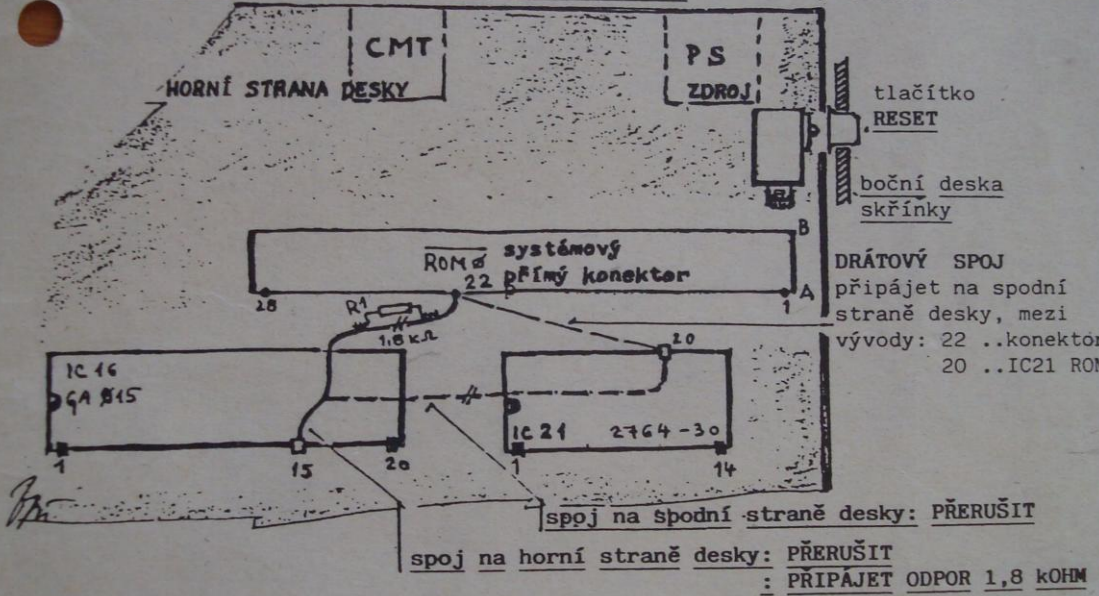 CMT
PS
ZDROJ
HORNÍ STRANA DESKY
tlačítko
RESET
boční deska
skřínky
B
ROMØ systémový
22 přímý konektor
28
1
A
R1
1,8 kΩ
DRÁTOVÝ SPOJ
připájet na spodní
straně desky, mezi
vývody: 22 ..konektor
20 ..IC21 ROM
20
IC 16
GA Ø15
IC 21 2764-30
1
15
20
1
14
spoj na spodní straně desky: PŘERUŠIT
spoj na horní straně desky: PŘERUŠIT
: PŘIPÁJET ODPOR 1,8 kOHM